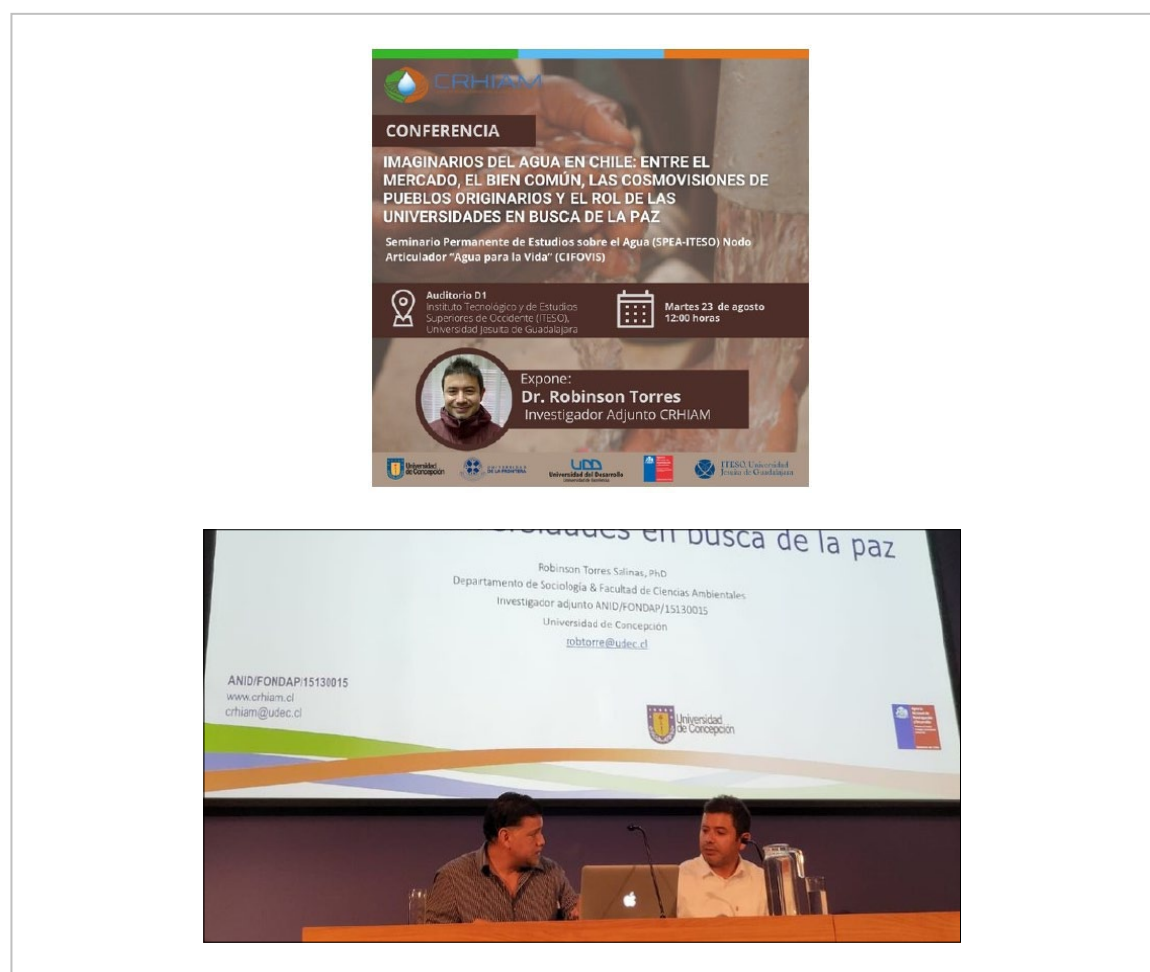 CRHIAM
CONFERENCIA
IMAGINARIOS DEL AGUA EN CHILE: ENTRE EL
MERCADO, EL BIEN COMÚN, LAS COSMOVISIONES DE
PUEBLOS ORIGINARIOS Y EL ROL DE LAS
UNIVERSIDADES EN BUSCA DE LA PAZ
Seminario Permanente de Estudios sobre el Agua (SPEA-ITESO) Nodo
Articulador "Agua para la Vida" (CIFOVIS)
Auditorio D1
Instituto Tecnológico y de Estudios
Superiores de Occidente (ITESO),
Universidad Jesuita de Guadalajara
Martes 23 de agosto
12:00 horas
Expone:
Dr. Robinson Torres
Investigador Adjunto CRHIAM
Universidad
de Concepción
UNIVERSIDAD
DE LA FRONTERA
UDD
Universidad del Desarrollo
ITESO, Universidad
Jesuita de Guadalajara
en busca de la paz
Robinson Torres Salinas, PhD
Departamento de Sociología & Facultad de Ciencias Ambientales
Investigador adjunto ANID/FONDAP/15130015
Universidad de Concepción
robtorre@udec.cl
ANID/FONDAP/15130015
www.crhiam.cl
crhiam@udec.cl
Universidad
de Concepción